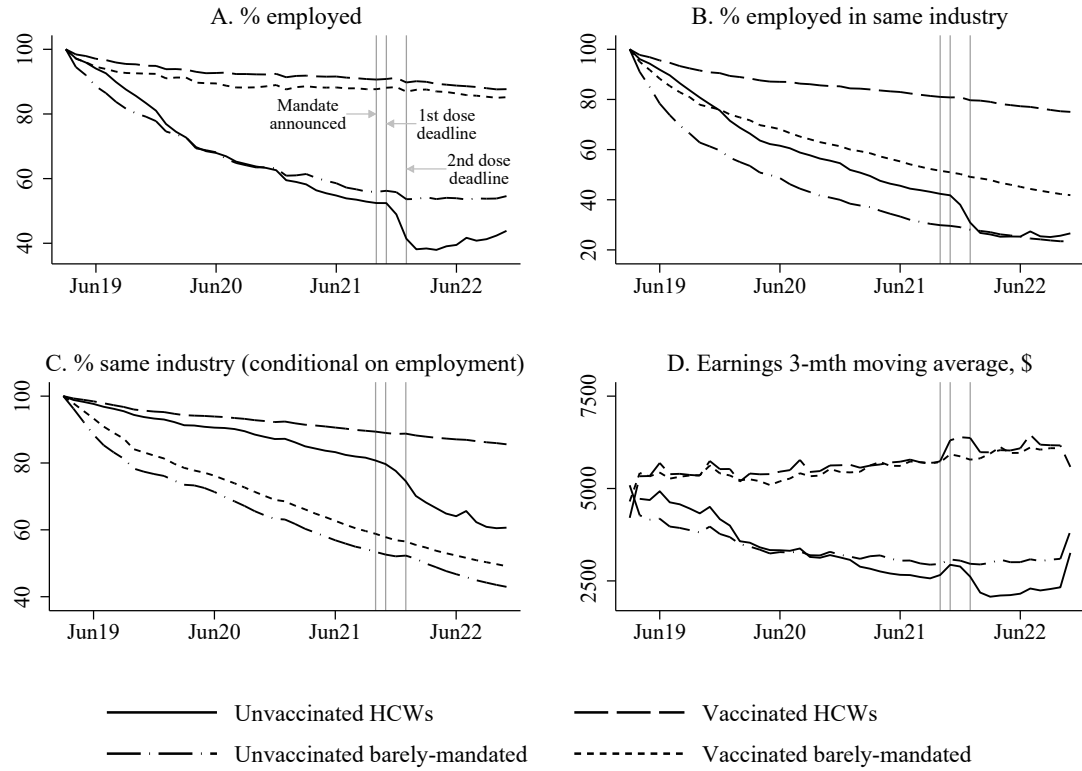 A. % employed
100
80
60
40
Mandate
announced
1st dose
deadline
2nd dose
deadline
Jun19
Jun20
Jun21
Jun22
B. % employed in same industry
100
80
60
40
20
Jun19
Jun20
Jun21
Jun22
C. % same industry (conditional on employment)
100
80
60
40
Jun19
Jun20
Jun21
Jun22
D. Earnings 3-mth moving average, $
7500
5000
2500
Jun19
Jun20
Jun21
Jun22
Unvaccinated HCWs
Vaccinated HCWs
Unvaccinated barely-mandated
Vaccinated barely-mandated